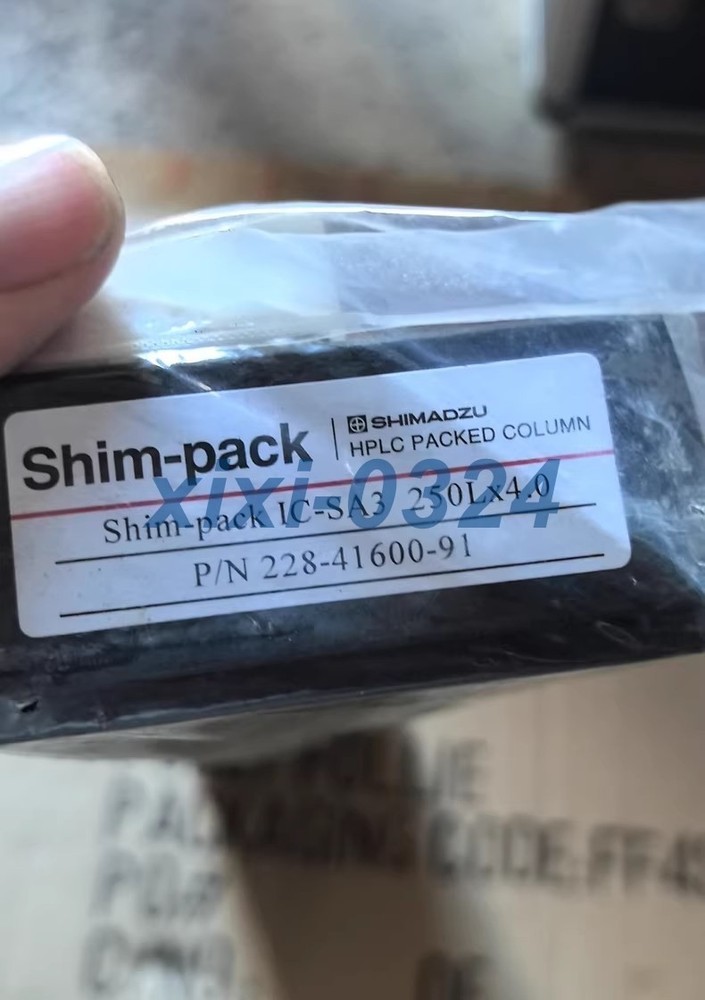 Shim-pack
SHIMADZU
HPLC PACKED COLUMN
Shim-pack IC-SA3 250Lx4.0
xixi-0324
P/N 228-41600-91